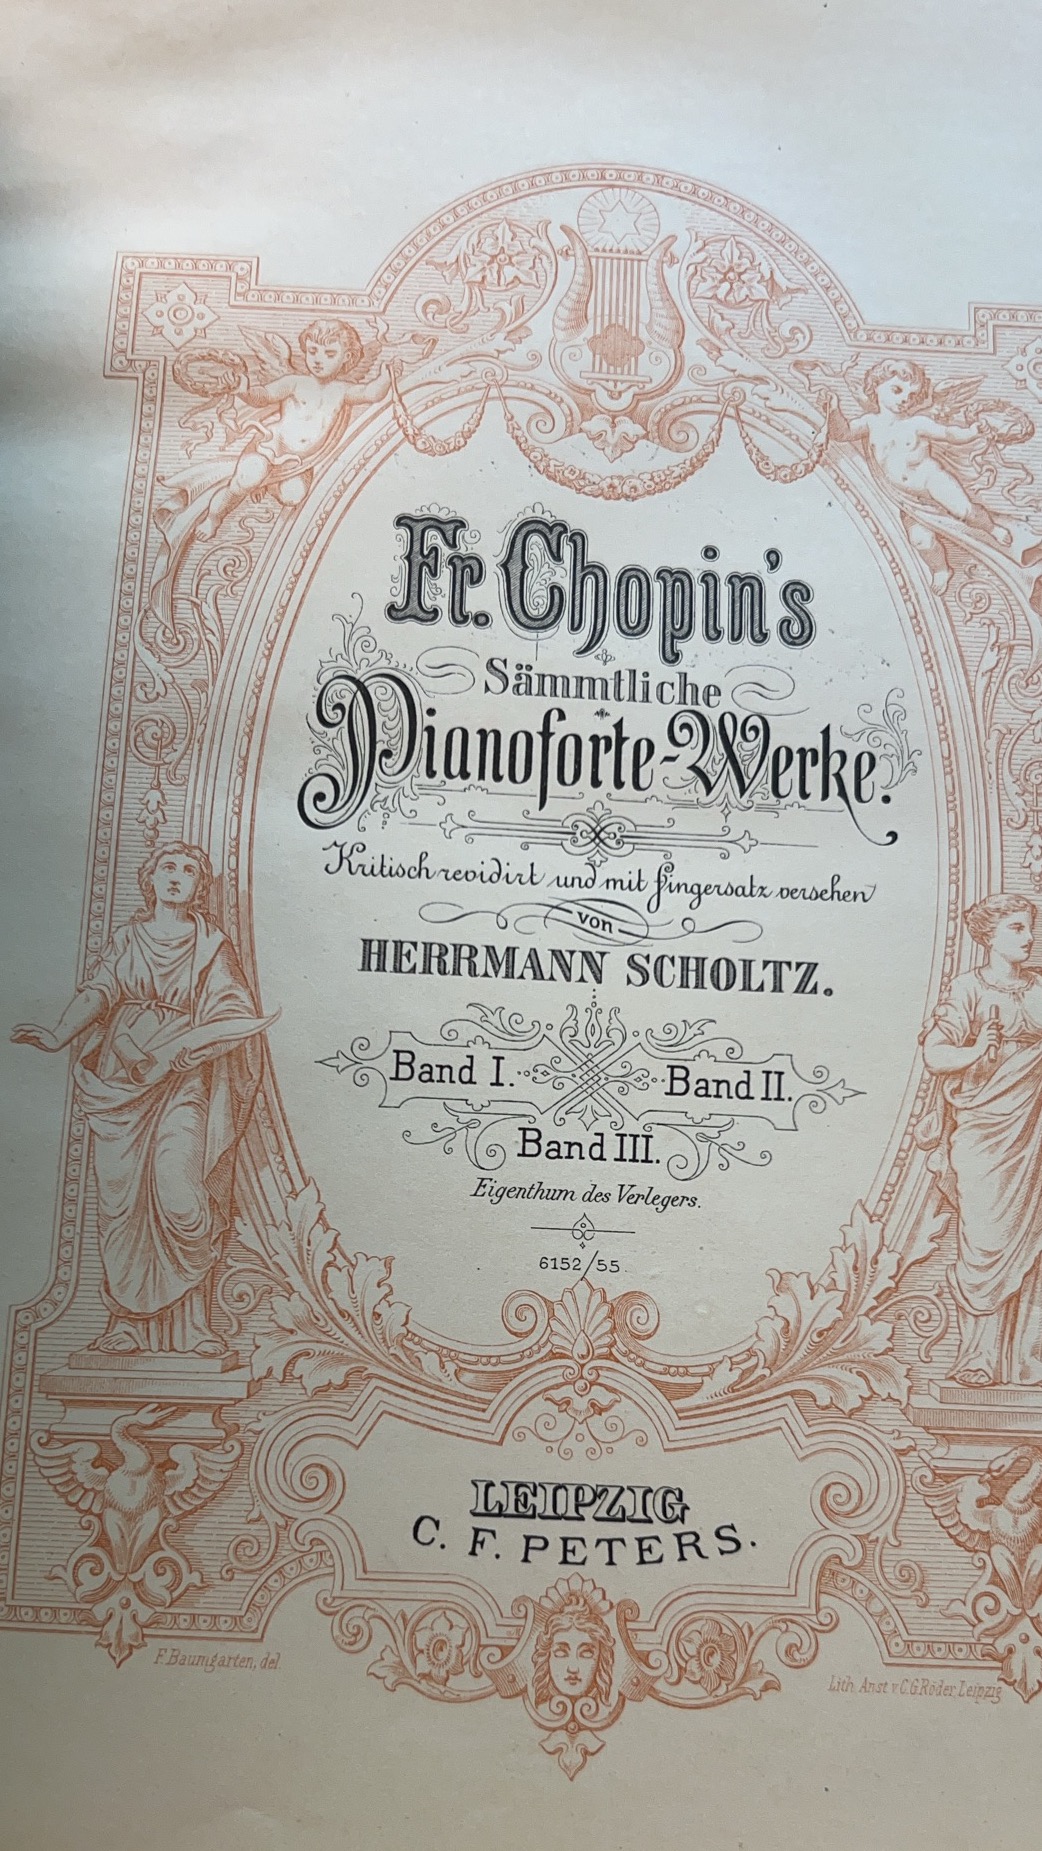 Fr. Chopin's
Sämmtliche
Pianoforte-Werke.
Kritisch revidirt und mit Fingersatz versehen
von
HERRMANN SCHOLTZ.
Band I. Band II.
Band III.
Eigenthum des Verlegers.
6152/55.
LEIPZIG
C. F. PETERS.
F. Baumgarten, del.
Lith. Anst. v. C. G. Röder, Leipzig